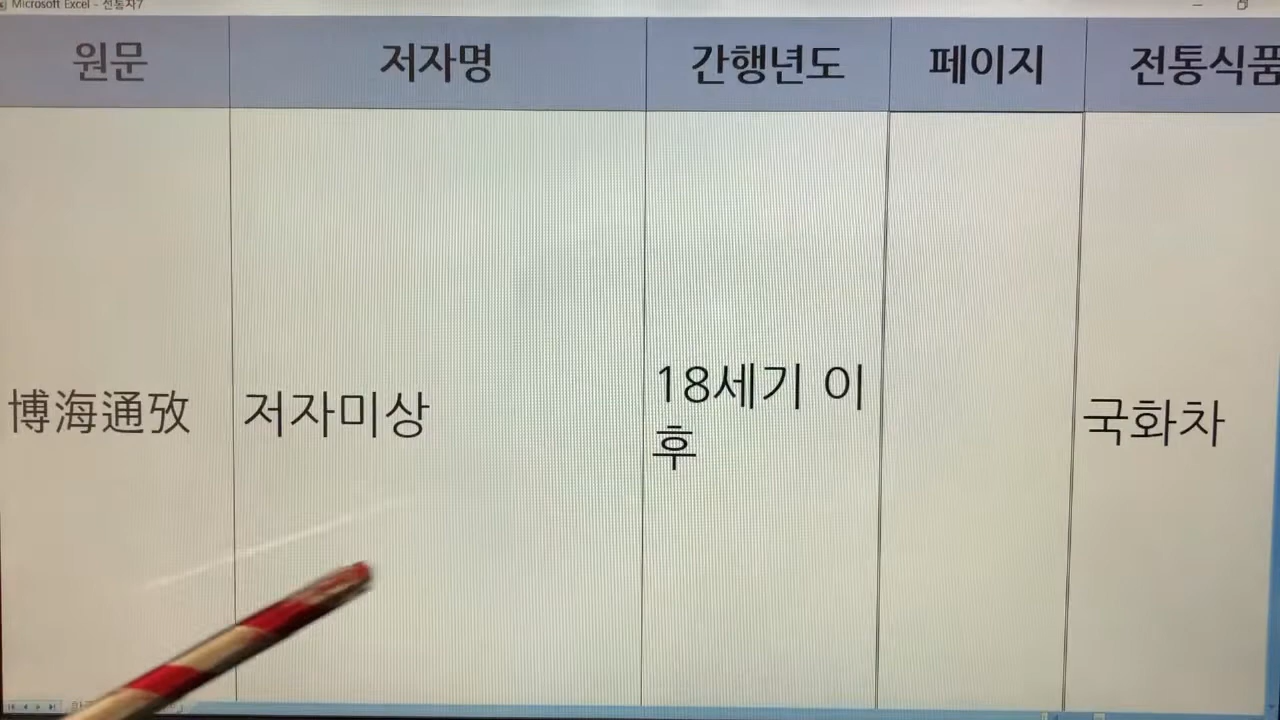 Microsoft Excel - 전통차7
원문 저자명 간행년도 페이지 전통식품
博海通攷 저자미상 18세기 이후 국화차